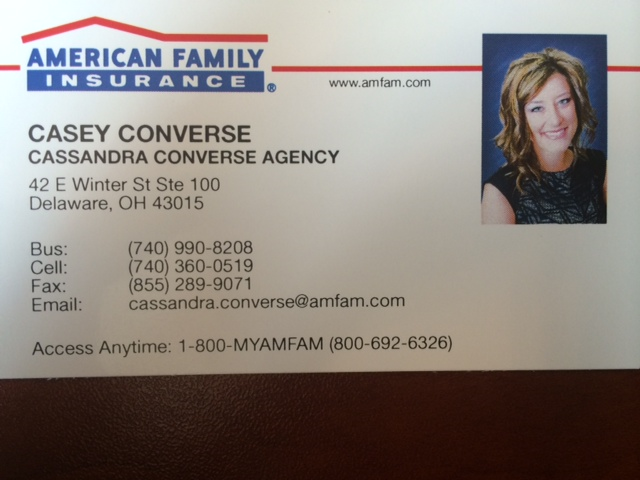 AMERICAN FAMILY
INSURANCE®
www.amfam.com
CASEY CONVERSE
CASSANDRA CONVERSE AGENCY
42 E Winter St Ste 100
Delaware, OH 43015
Bus: (740) 990-8208
Cell: (740) 360-0519
Fax: (855) 289-9071
Email: cassandra.converse@amfam.com
Access Anytime: 1-800-MYAMFAM (800-692-6326)